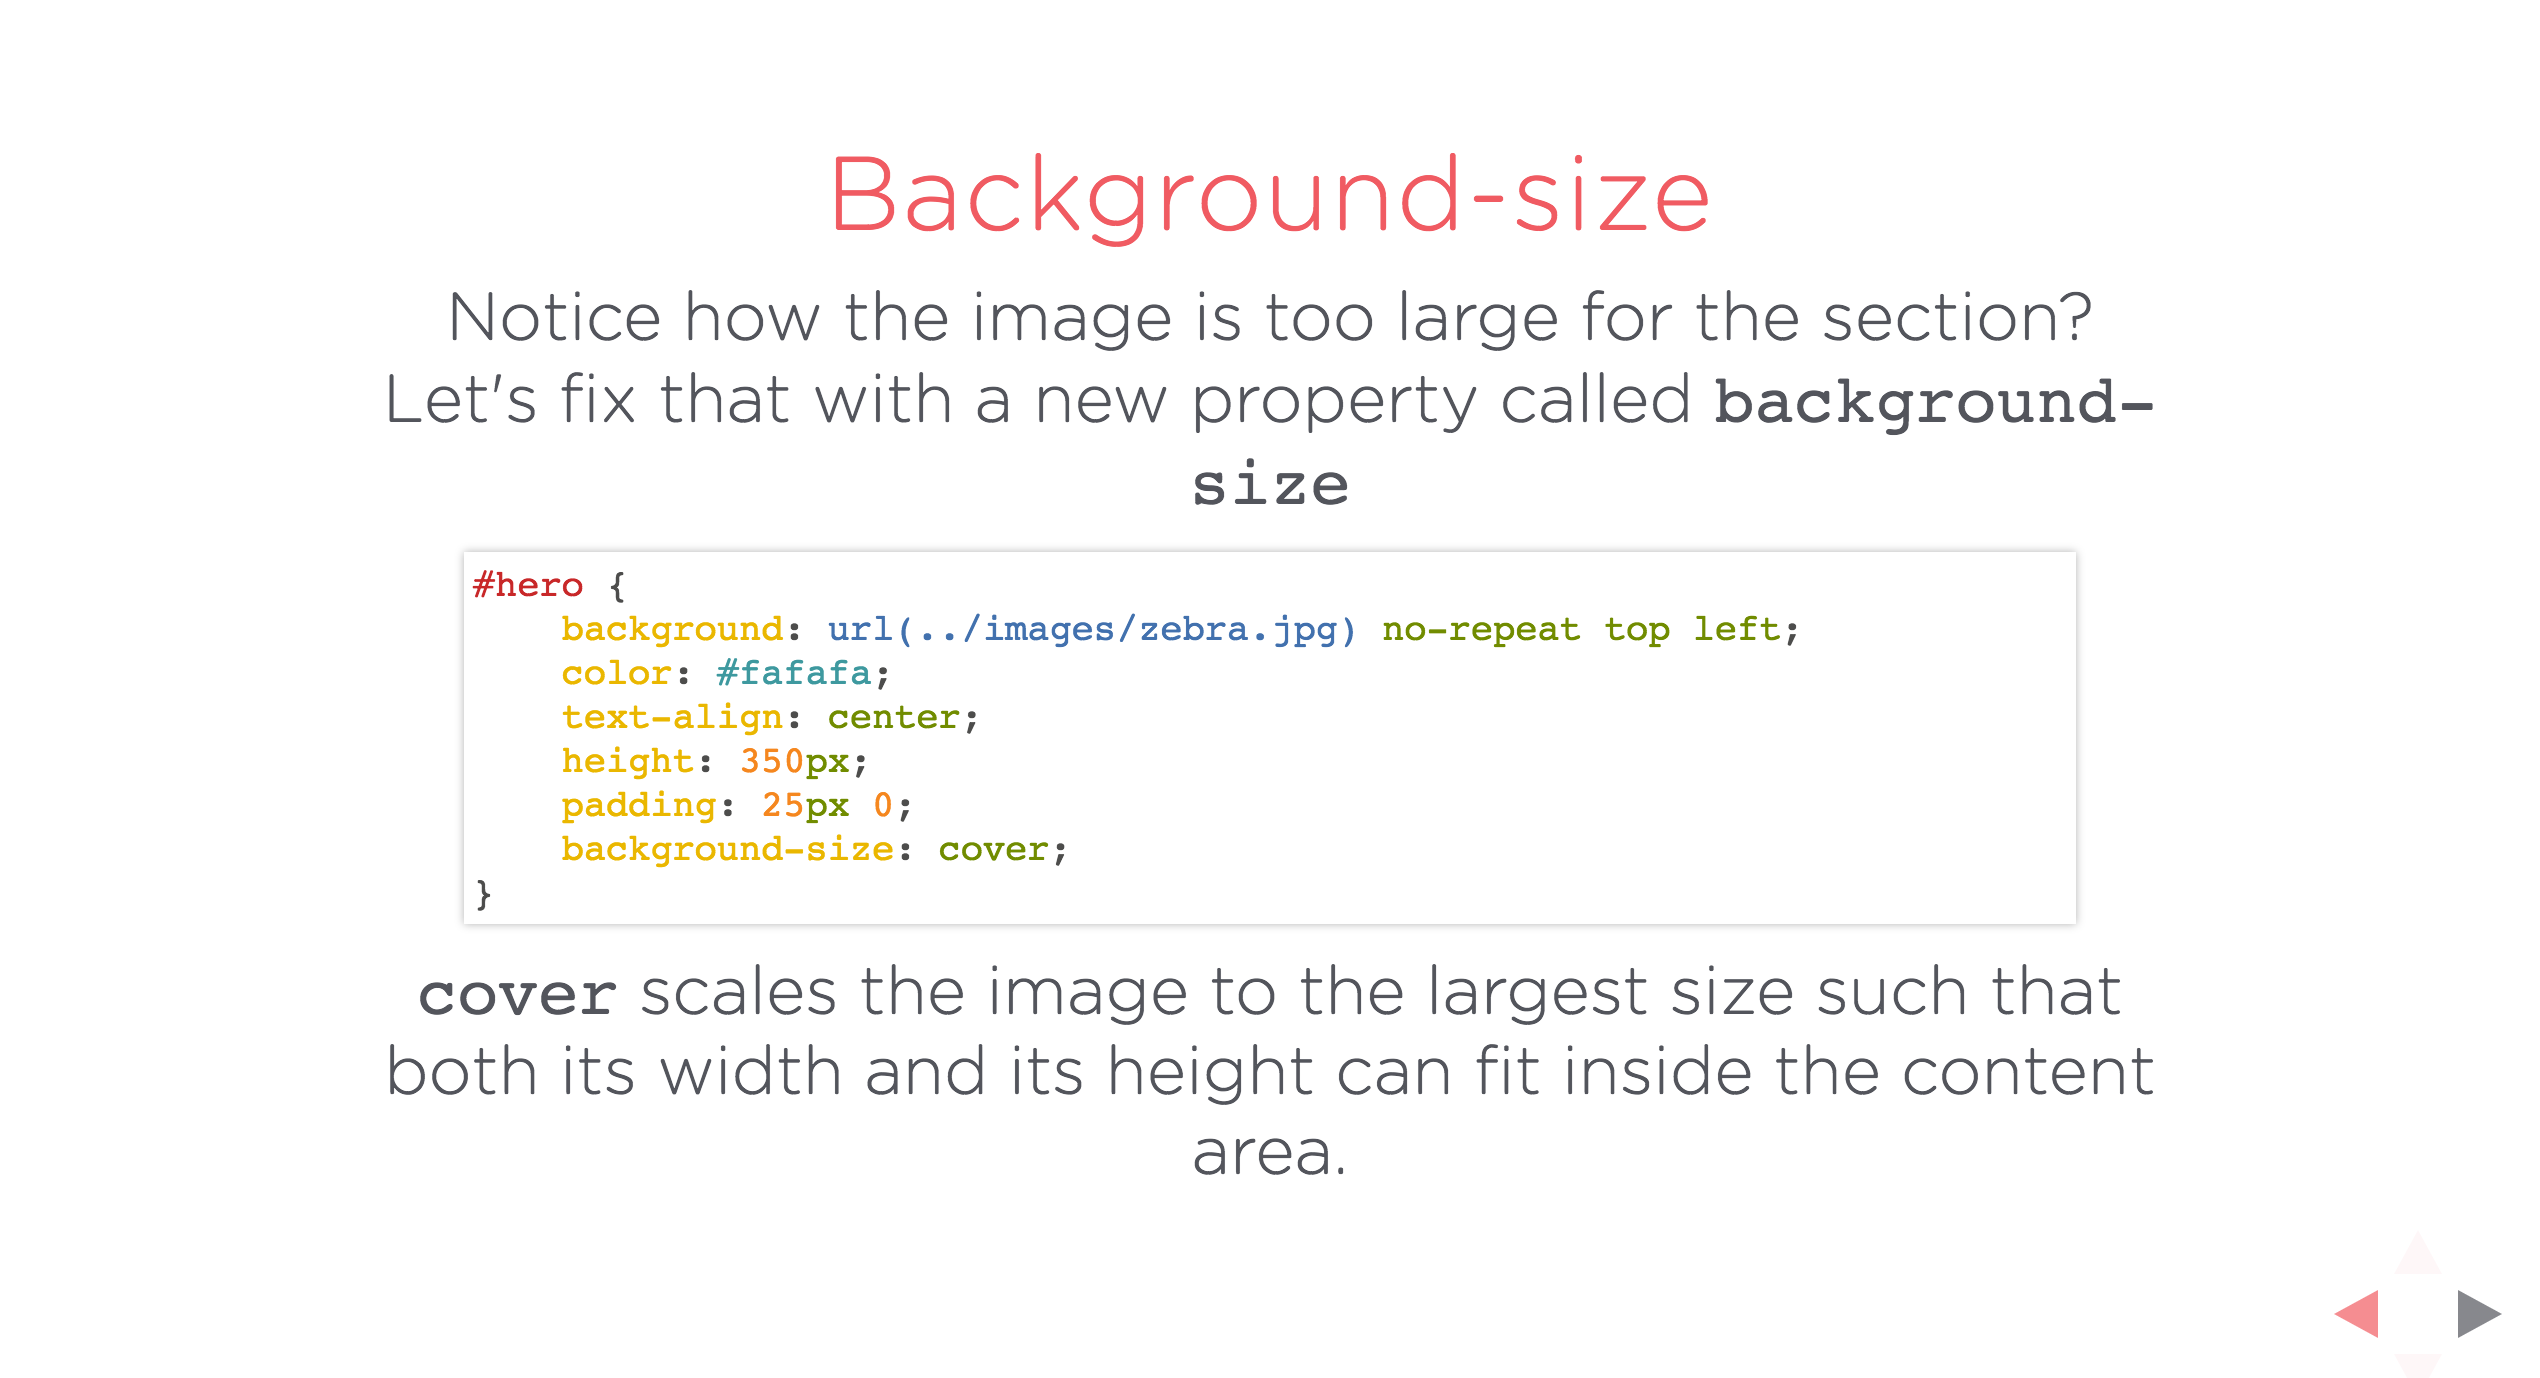 Background-size
Notice how the image is too large for the section?
Let's fix that with a new property called background-
size
#hero {
    background: url(../images/zebra.jpg) no-repeat top left;
    color: #fafafa;
    text-align: center;
    height: 350px;
    padding: 25px 0;
    background-size: cover;
}
cover scales the image to the largest size such that
both its width and its height can fit inside the content
area.